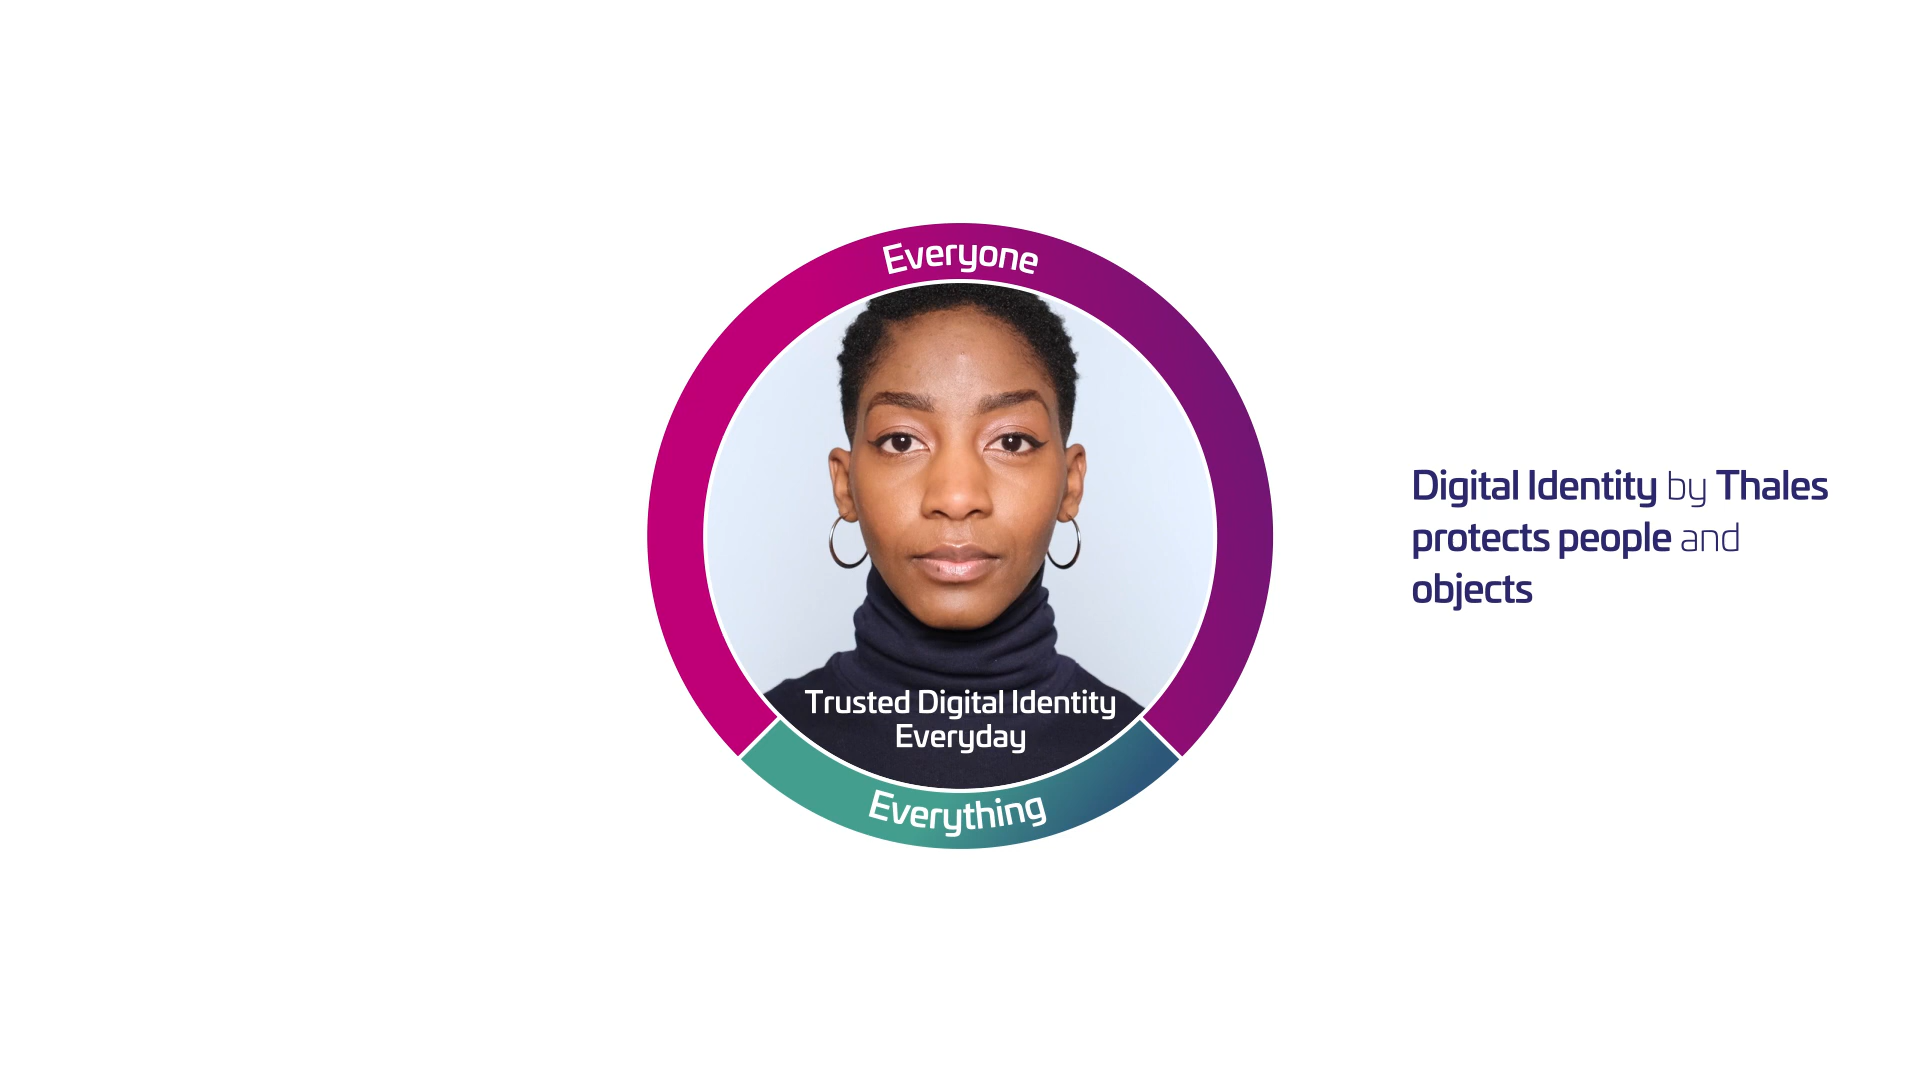 Everyone
Trusted Digital Identity
Everyday
Everything
Digital Identity by Thales
protects people and
objects